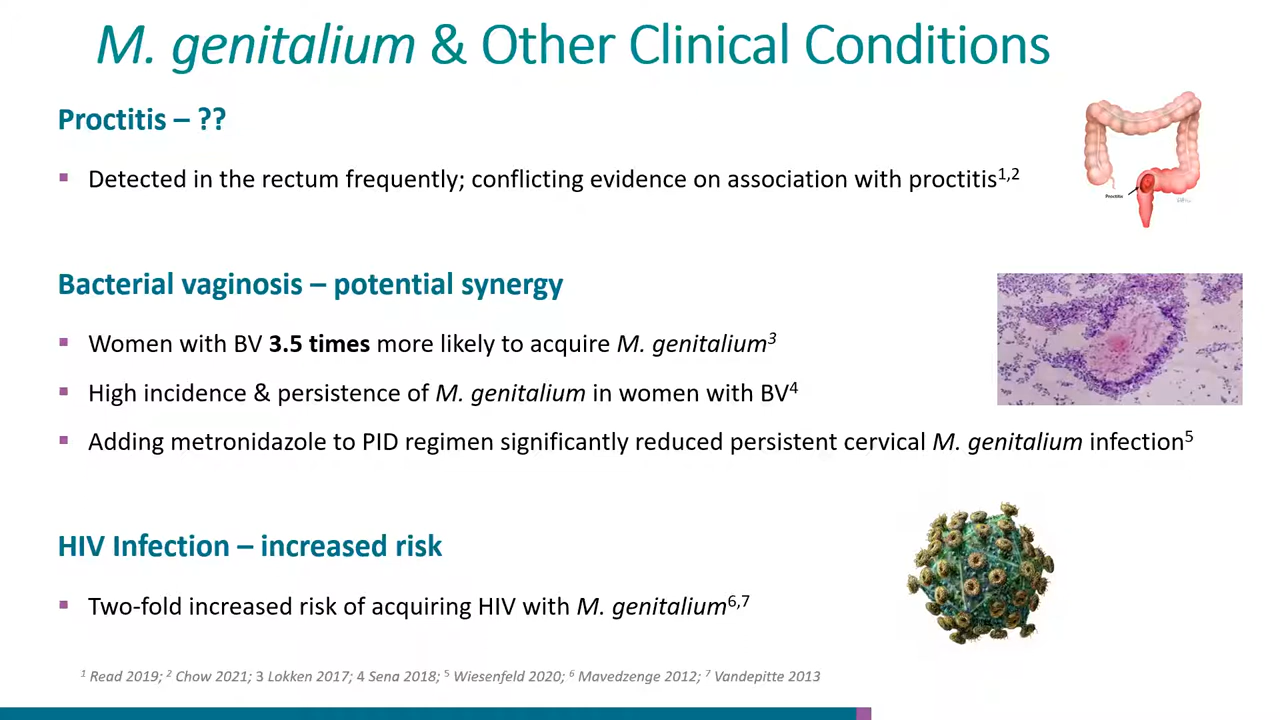 M. genitalium & Other Clinical Conditions
Proctitis – ??
▪ Detected in the rectum frequently; conflicting evidence on association with proctitis1,2
Proctitis
Bacterial vaginosis – potential synergy
▪ Women with BV 3.5 times more likely to acquire M. genitalium3
▪ High incidence & persistence of M. genitalium in women with BV4
▪ Adding metronidazole to PID regimen significantly reduced persistent cervical M. genitalium infection5
HIV Infection – increased risk
▪ Two-fold increased risk of acquiring HIV with M. genitalium6,7
1 Read 2019; 2 Chow 2021; 3 Lokken 2017; 4 Sena 2018; 5 Wiesenfeld 2020; 6 Mavedzenge 2012; 7 Vandepitte 2013